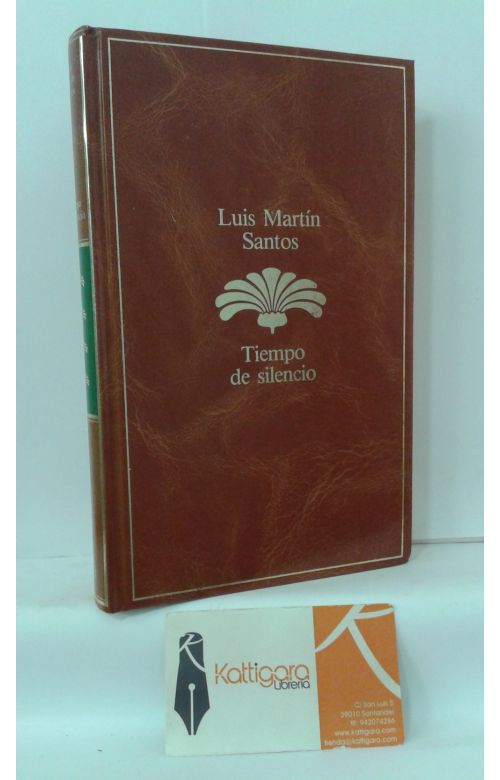 Luis Martín
Santos
Tiempo
de silencio
Kattigara
Librería
C/ San Luis 5
39010 Santander
tlf: 942074286
www.kattigara.com
tienda@kattigara.com